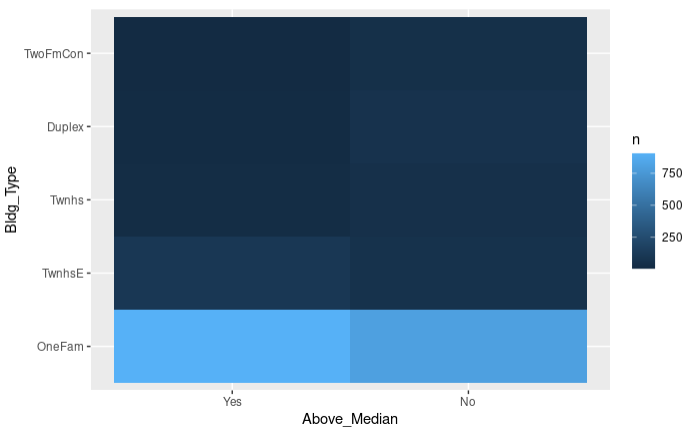 TwoFmCon
Duplex
Twnhs
TwnhsE
OneFam
Bldg_Type
Yes
No
Above_Median
n
750
500
250